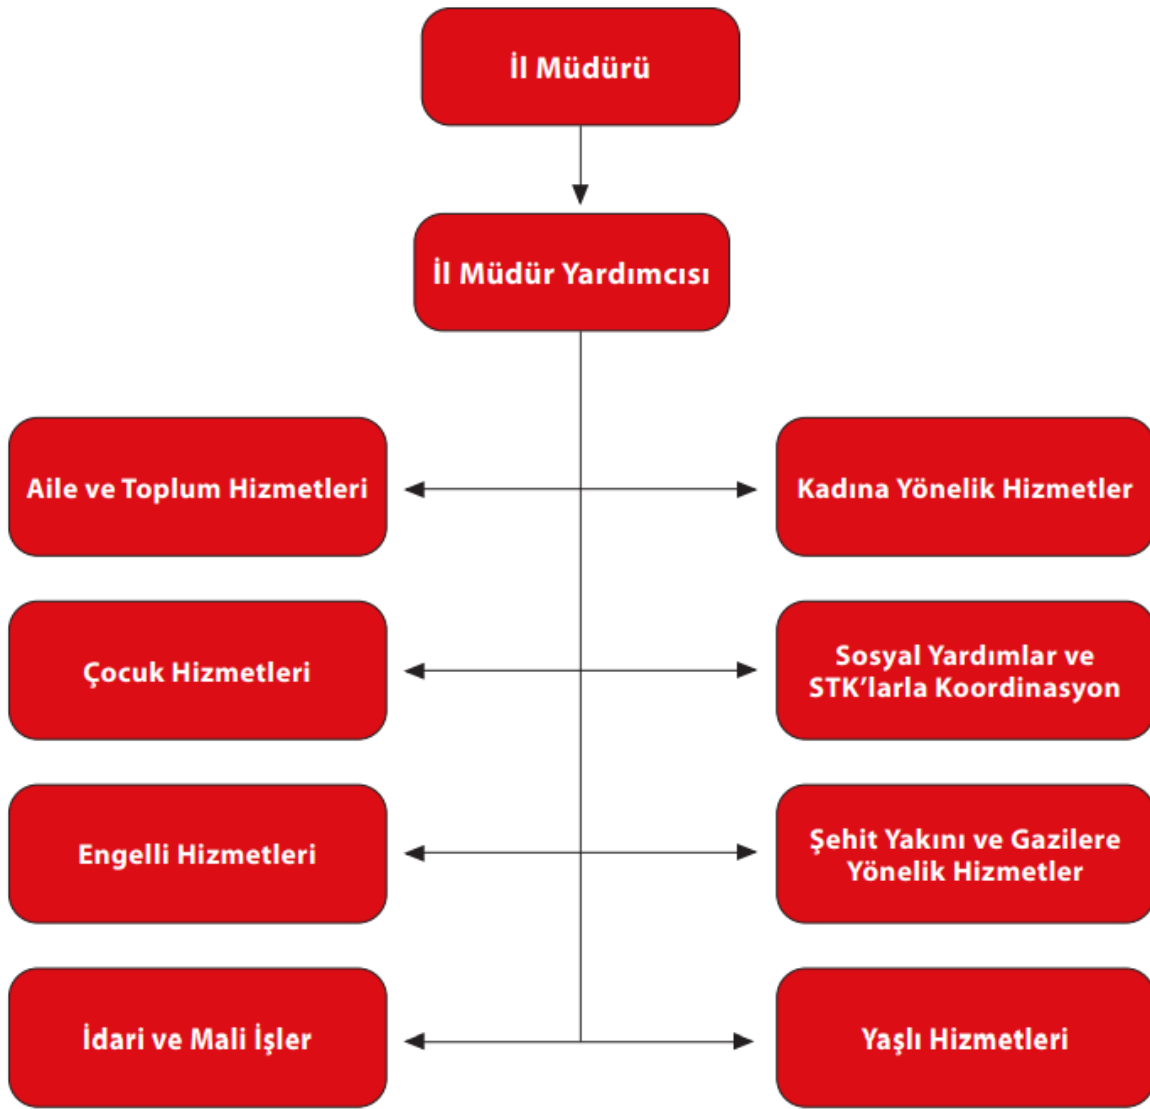 İl Müdürü
İl Müdür Yardımcısı
Aile ve Toplum Hizmetleri
Kadına Yönelik Hizmetler
Çocuk Hizmetleri
Sosyal Yardımlar ve
STK’larla Koordinasyon
Engelli Hizmetleri
Şehit Yakını ve Gazilere
Yönelik Hizmetler
İdari ve Mali İşler
Yaşlı Hizmetleri